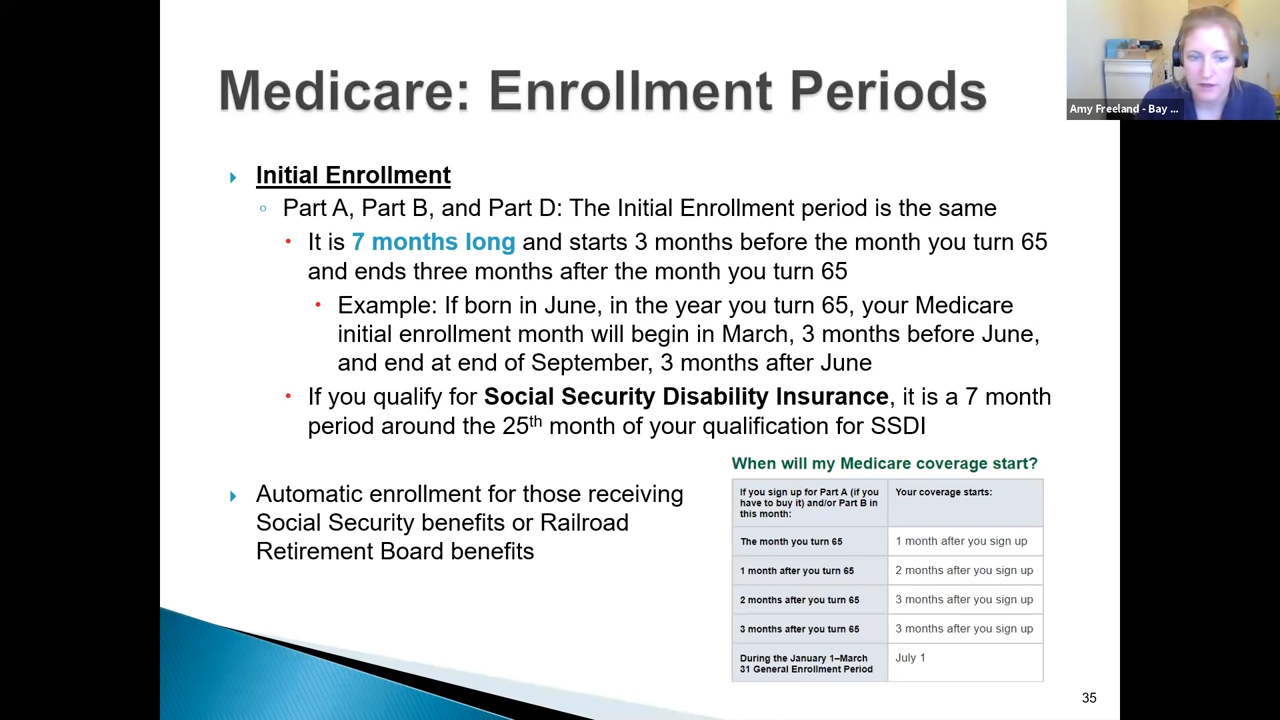 Medicare: Enrollment Periods
Amy Freeland - Bay ...
Initial Enrollment
Part A, Part B, and Part D: The Initial Enrollment period is the same
It is 7 months long and starts 3 months before the month you turn 65
and ends three months after the month you turn 65
Example: If born in June, in the year you turn 65, your Medicare
initial enrollment month will begin in March, 3 months before June,
and end at end of September, 3 months after June
If you qualify for Social Security Disability Insurance, it is a 7 month
period around the 25th month of your qualification for SSDI
Automatic enrollment for those receiving
Social Security benefits or Railroad
Retirement Board benefits
When will my Medicare coverage start?
If you sign up for Part A (if you
have to buy it) and/or Part B in
this month:
Your coverage starts:
The month you turn 65
1 month after you sign up
1 month after you turn 65
2 months after you sign up
2 months after you turn 65
3 months after you sign up
3 months after you turn 65
3 months after you sign up
During the January 1–March
31 General Enrollment Period
July 1
35